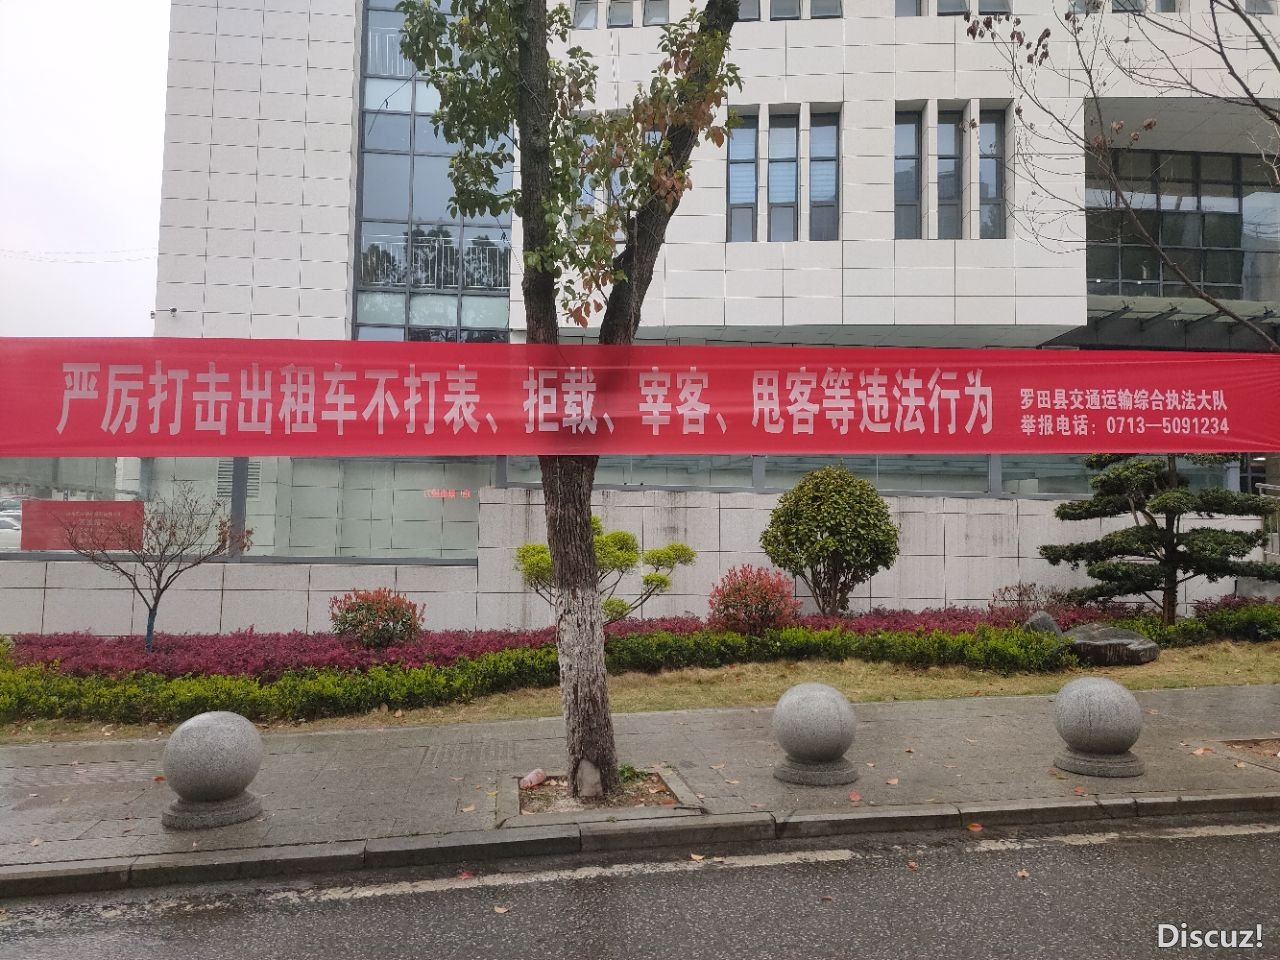 严厉打击出租车不打表、拒载、宰客、甩客等违法行为
罗田县交通运输综合执法大队
举报电话：0713—5091234
Discuz!